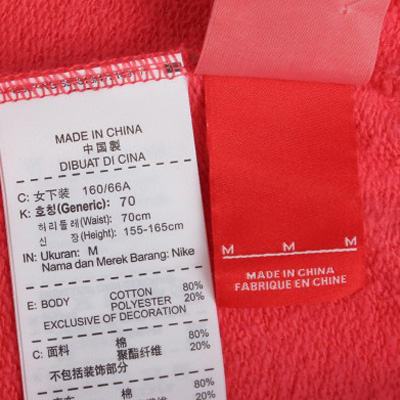 MADE IN CHINA
中国製
DIBUAT DI CINA
C: 女下装 160/66A
K: 호칭(Generic): 70
허리둘레(Waist): 70cm
신 장(Height): 155-165cm
IN: Ukuran: M
Nama dan Merek Barang: Nike
E: BODY COTTON 80%
POLYESTER 20%
EXCLUSIVE OF DECORATION
C: 面料 棉 80%
聚酯纤维 20%
不包括装饰部分
棉 80%
M M M
MADE IN CHINA
FABRIQUE EN CHINE